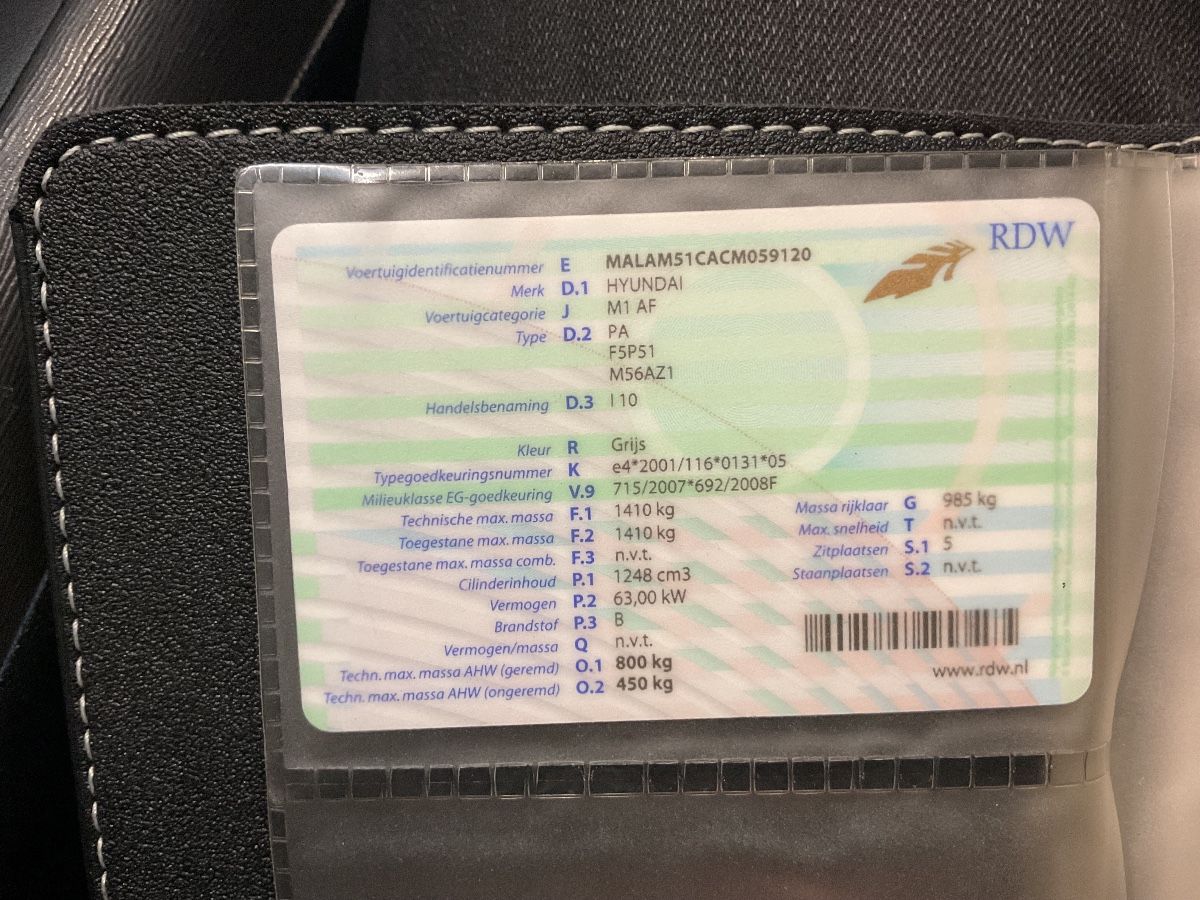 RDW
Voertuigidentificatienummer E MALAM51CACM059120
Merk D.1 HYUNDAI
Voertuigcategorie J M1 AF
Type D.2 PA
F5P51
M56AZ1
Handelsbenaming D.3 I 10
Kleur R Grijs
Typegoedkeuringsnummer K e4*2001/116*0131*05
Milieuklasse EG-goedkeuring V.9 715/2007*692/2008F
Technische max. massa F.1 1410 kg
Toegestane max. massa F.2 1410 kg
Toegestane max. massa comb. F.3 n.v.t.
Cilinderinhoud P.1 1248 cm3
Vermogen P.2 63,00 kW
Brandstof P.3 B
Vermogen/massa Q n.v.t.
Techn. max. massa AHW (geremd) O.1 800 kg
Techn. max. massa AHW (ongeremd) O.2 450 kg
Massa rijklaar G 985 kg
Max. snelheid T n.v.t.
Zitplaatsen S.1 5
Staanplaatsen S.2 n.v.t.
www.rdw.nl